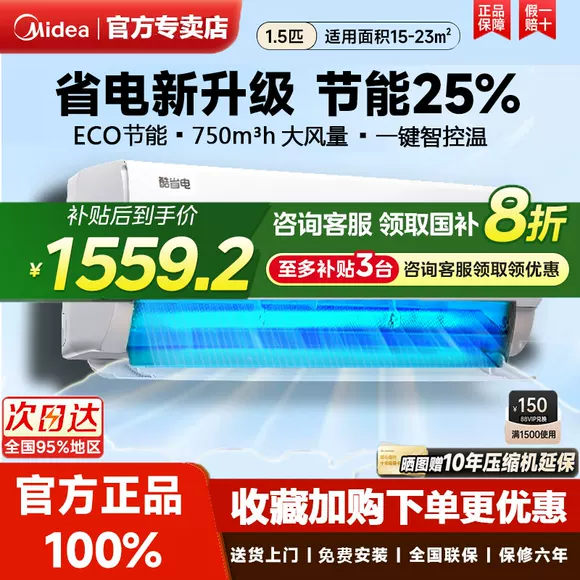 Midea 官方专卖店
正品保障
假一赔十
1.5匹 适用面积15-23m²
省电新升级 节能25%
ECO节能▪750m³h 大风量▪一键智控温
酷省电
补贴后到手价
¥1559.2
咨询客服 领取国补8折
至多补贴3台 咨询客服领取领优惠
次日达
全国95%地区
¥150
88VIP兑换
满1500使用
晒图赠10年压缩机延保
官方正品
100%
收藏加购下单更优惠
送货上门 | 免费安装 | 全国联保 | 保修六年